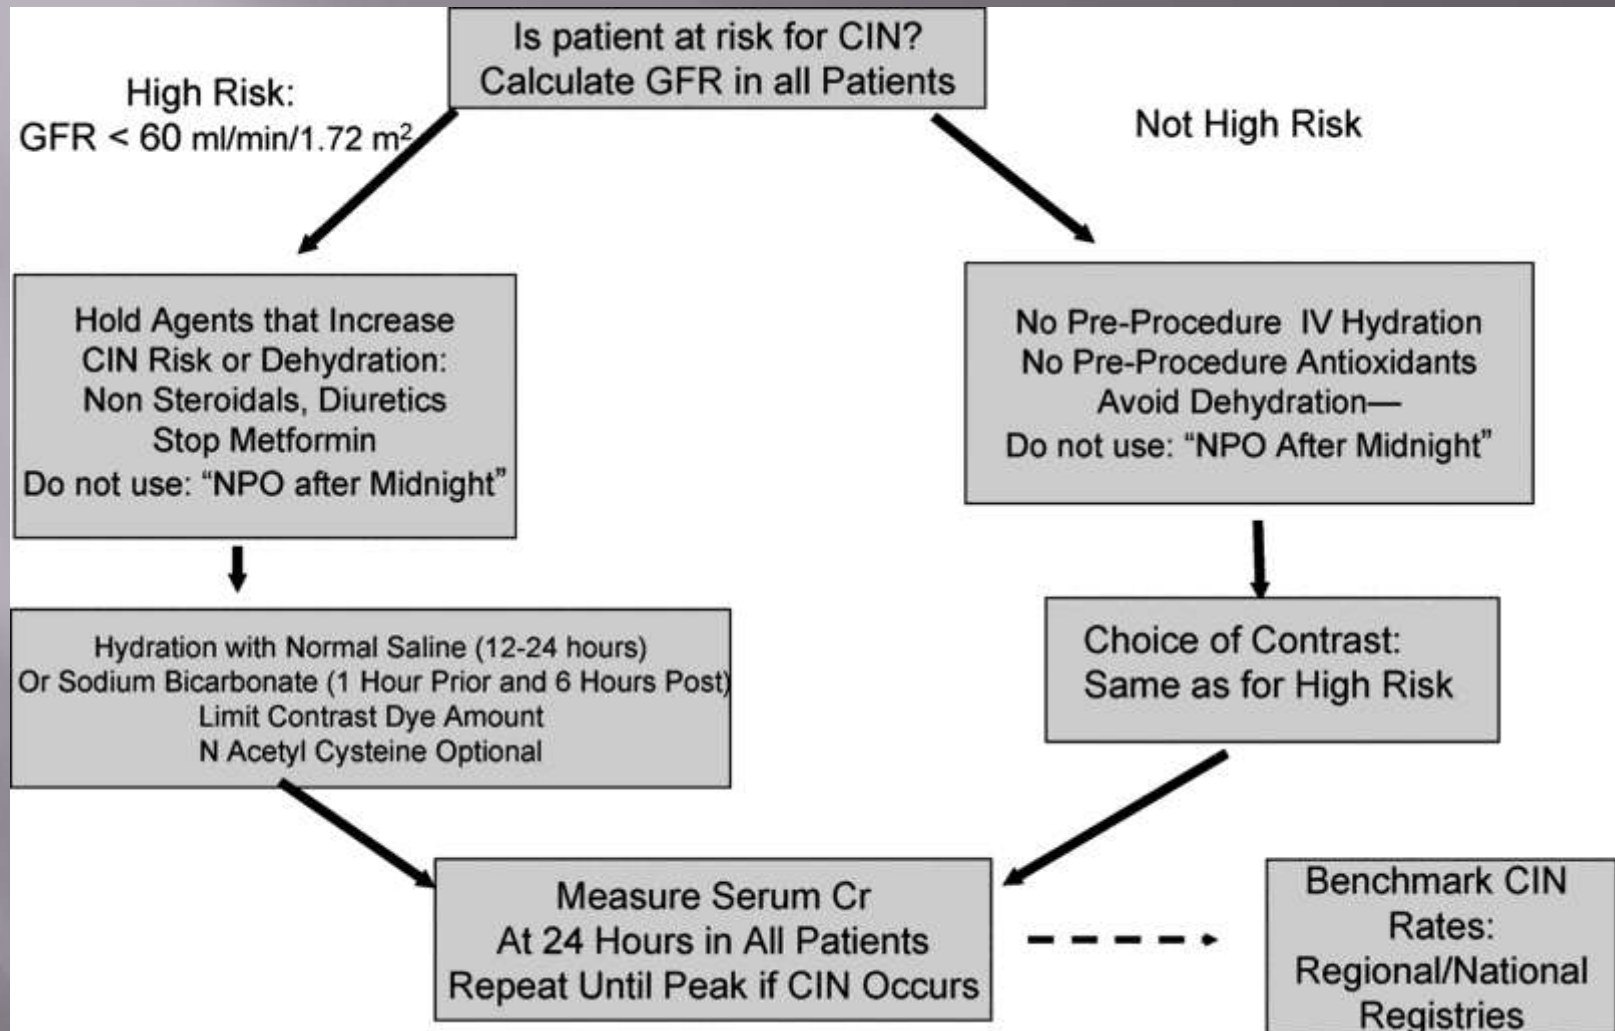 Is patient at risk for CIN?
Calculate GFR in all Patients
High Risk:
GFR < 60 ml/min/1.72 m²
Not High Risk
Hold Agents that Increase
CIN Risk or Dehydration:
Non Steroidals, Diuretics
Stop Metformin
Do not use: “NPO after Midnight”
No Pre-Procedure IV Hydration
No Pre-Procedure Antioxidants
Avoid Dehydration—
Do not use: “NPO After Midnight”
Hydration with Normal Saline (12-24 hours)
Or Sodium Bicarbonate (1 Hour Prior and 6 Hours Post)
Limit Contrast Dye Amount
N Acetyl Cysteine Optional
Choice of Contrast:
Same as for High Risk
Measure Serum Cr
At 24 Hours in All Patients
Repeat Until Peak if CIN Occurs
Benchmark CIN
Rates:
Regional/National
Registries